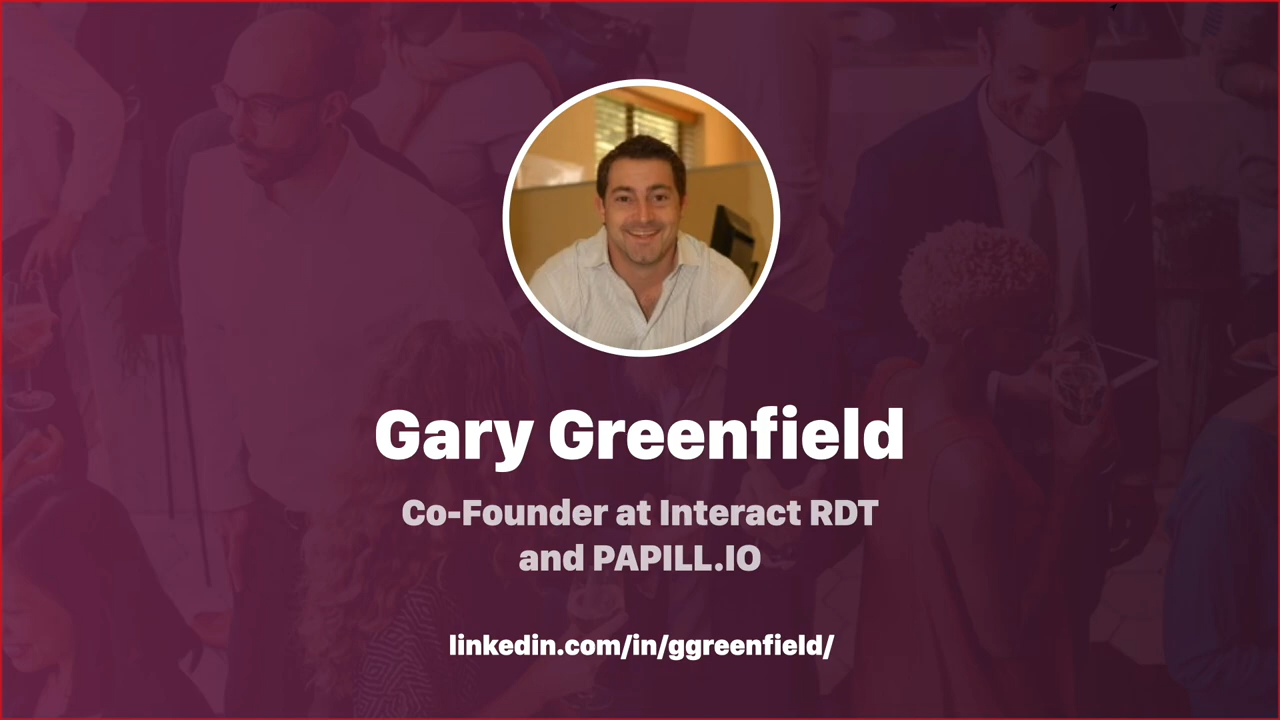 Gary Greenfield
Co-Founder at Interact RDT
and PAPILL.IO
linkedin.com/in/ggreenfield/